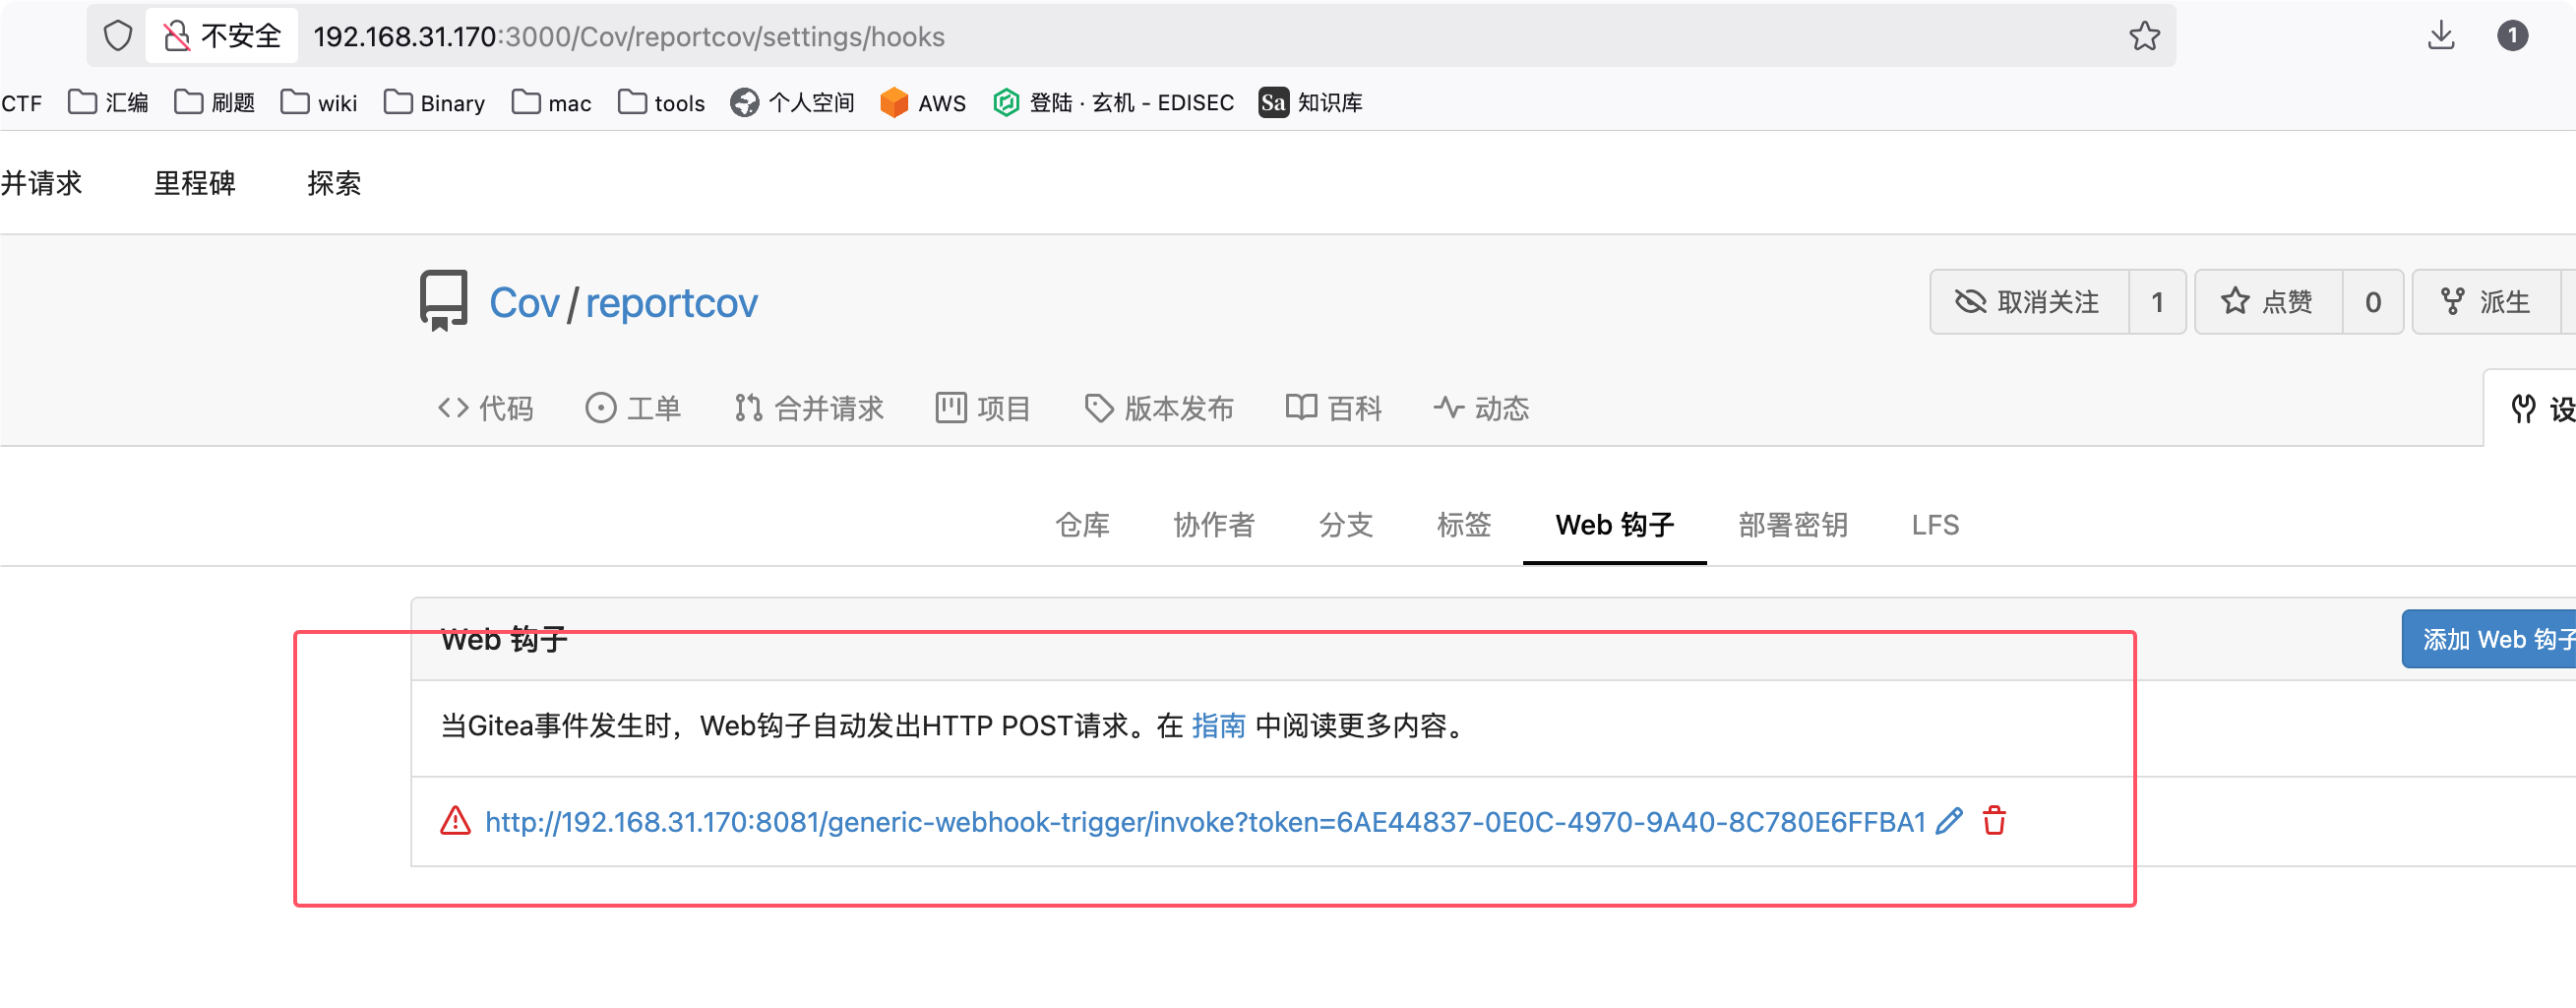 不安全 192.168.31.170:3000/Cov/reportcov/settings/hooks 1
CTF 汇编 刷题 wiki Binary mac tools 个人空间 AWS 登陆 · 玄机 - EDISEC Sa 知识库
并请求 里程碑 探索
Cov / reportcov 取消关注 1 点赞 0 派生
代码 工单 合并请求 项目 版本发布 百科 动态 设
仓库 协作者 分支 标签 Web 钩子 部署密钥 LFS
Web 钩子 添加 Web 钩子
当Gitea事件发生时，Web钩子自动发出HTTP POST请求。在 指南 中阅读更多内容。
http://192.168.31.170:8081/generic-webhook-trigger/invoke?token=6AE44837-0E0C-4970-9A40-8C780E6FFBA1